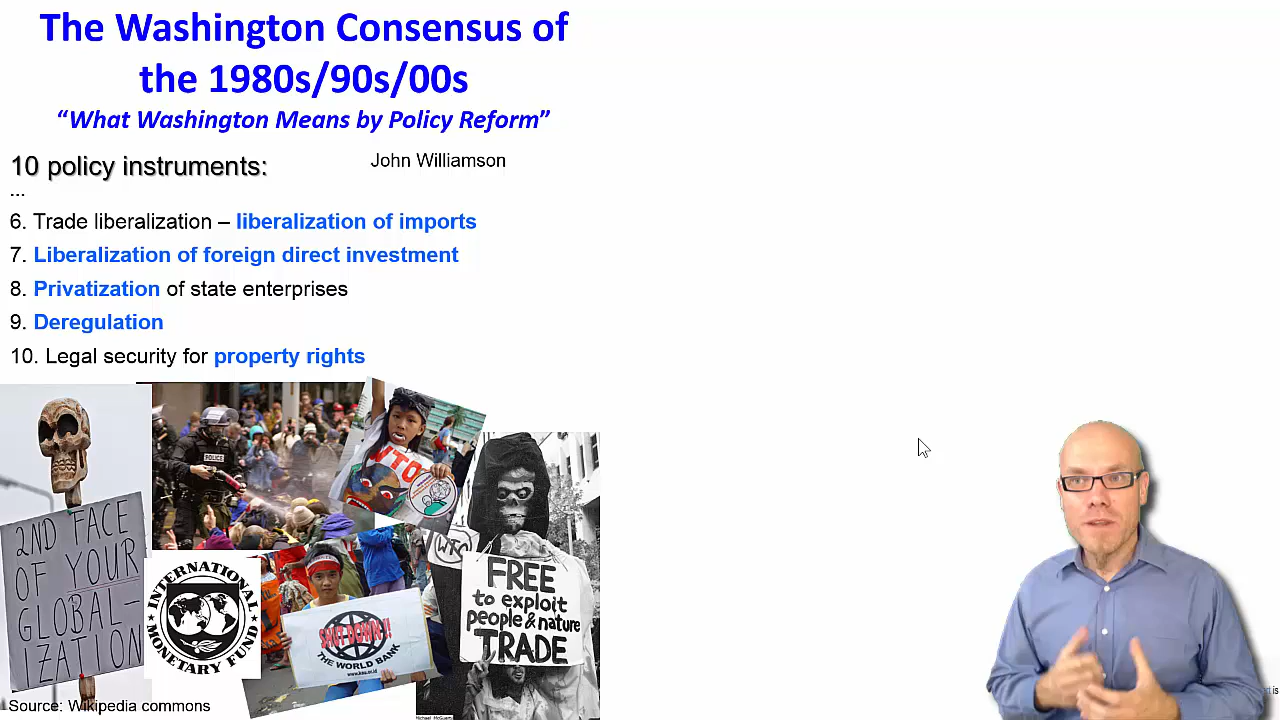 The Washington Consensus of
the 1980s/90s/00s
“What Washington Means by Policy Reform”
10 policy instruments:
John Williamson
...
6. Trade liberalization – liberalization of imports
7. Liberalization of foreign direct investment
8. Privatization of state enterprises
9. Deregulation
10. Legal security for property rights
POLICE
WTO
2ND FACE
OF YOUR
GLOBAL-
IZATION
INTERNATIONAL
MONETARY FUND
SHUT DOWN !!
THE WORLD BANK
FREE
to exploit
people & nature
TRADE
Source: Wikipedia commons
is